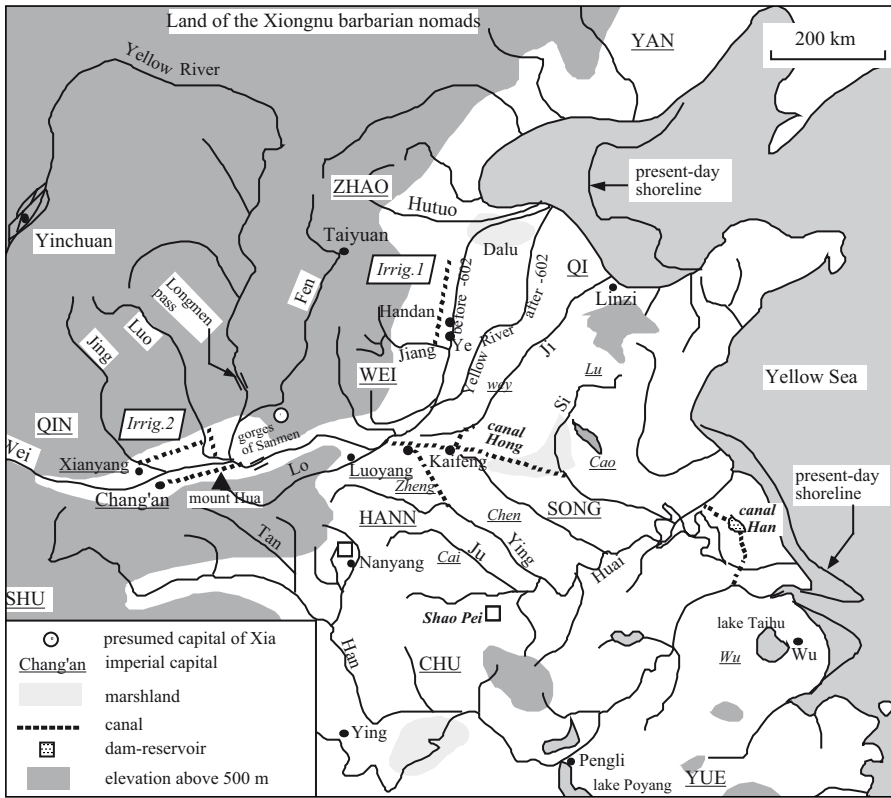 Land of the Xiongnu barbarian nomads
YAN
200 km
Yellow River
present-day
shoreline
ZHAO
Hutuo
Yinchuan
Taiyuan
Dalu
Irrig.1
QI
before -602
after -602
Linzi
Longmen
pass
Fen
Handan
Luo
Jing
Jiang
Ye
Yellow River
Ji
Lu
WEI
wey
Yellow Sea
Si
QIN
Irrig.2
gorges
of Sanmen
canal
Hong
Wei
Xianyang
Lo
Luoyang
Kaifeng
Cao
present-day
shoreline
Chang'an
mount Hua
Zheng
canal
Han
HANN
Chen
SONG
Tan
Ying
Nanyang
Cai
Ju
Huai
SHU
Shao Pei
lake Taihu
Han
CHU
Wu
Wu
Ying
Pengli
lake Poyang
YUE
presumed capital of Xia
Chang'an
imperial capital
marshland
canal
dam-reservoir
elevation above 500 m